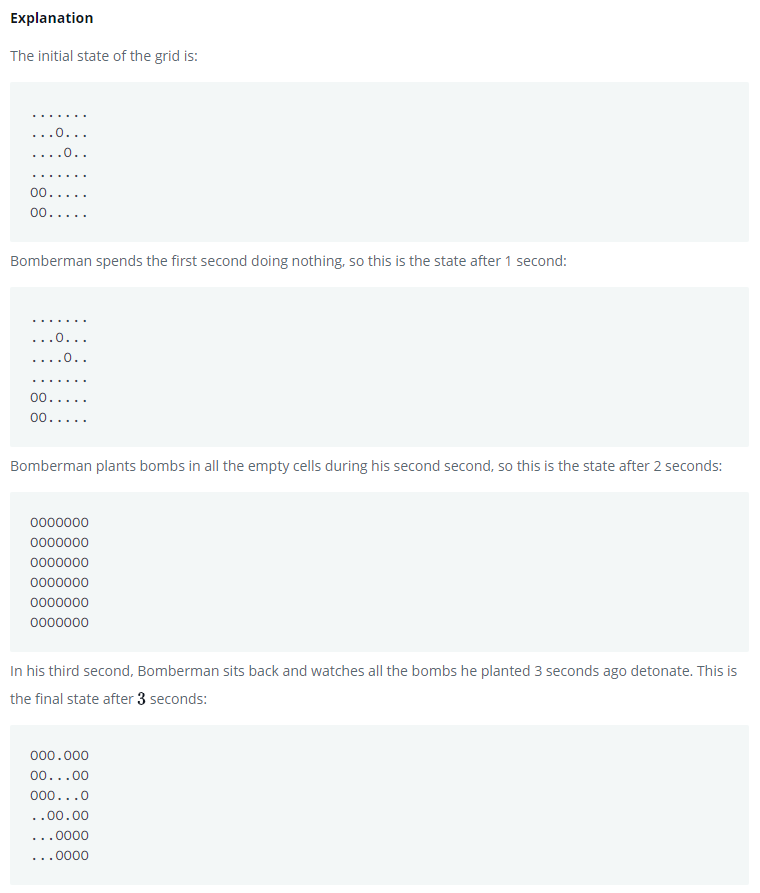 Explanation
The initial state of the grid is:
.......
...O...
....O..
.......
OO.....
OO.....
Bomberman spends the first second doing nothing, so this is the state after 1 second:
.......
...O...
....O..
.......
OO.....
OO.....
Bomberman plants bombs in all the empty cells during his second second, so this is the state after 2 seconds:
OOOOOOO
OOOOOOO
OOOOOOO
OOOOOOO
OOOOOOO
OOOOOOO
In his third second, Bomberman sits back and watches all the bombs he planted 3 seconds ago detonate. This is
the final state after 3 seconds:
OOO.OOO
OO...OO
OOO...O
..OO.OO
...OOOO
...OOOO